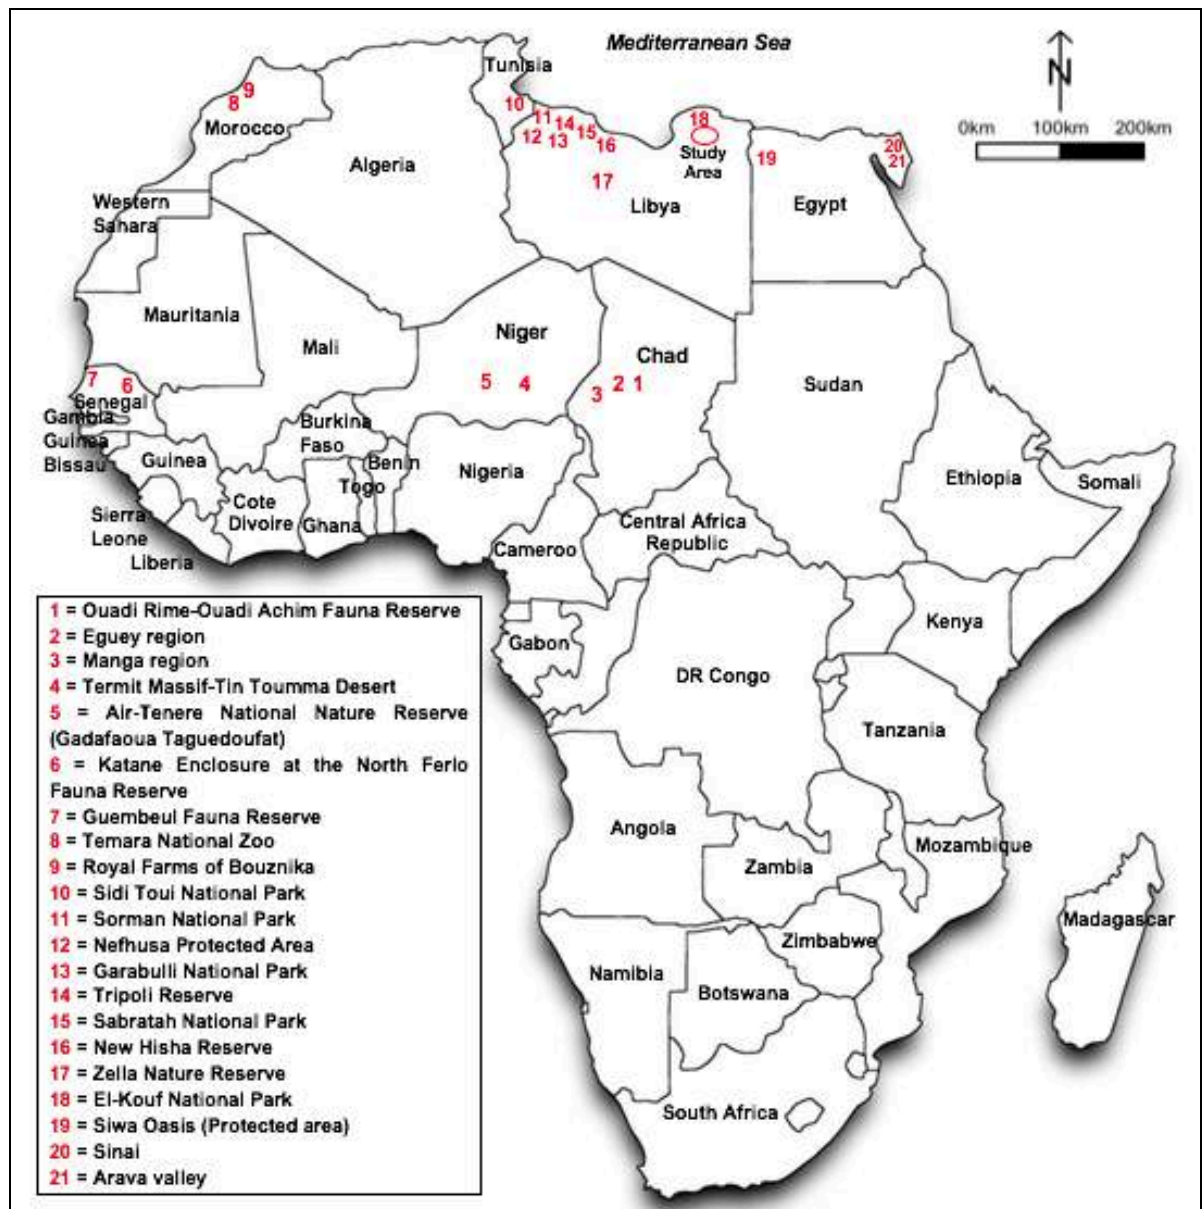 Mediterranean Sea
N
0km 100km 200km
Tunisia
9
8
Morocco
10
11
14
12
13
15
16
18
Study
Area
19
20
21
Algeria
17
Libya
Egypt
Western
Sahara
Mauritania
Mali
Niger
Chad
Sudan
7
6
5
4
3
2
1
Senegal
Gambia
Guinea
Bissau
Guinea
Burkina
Faso
Benin
Togo
Nigeria
Ethiopia
Somali
Sierra
Leone
Liberia
Cote
Divoire
Ghana
Cameroo
Central Africa
Republic
Gabon
DR Congo
Kenya
Tanzania
Angola
Zambia
Mozambique
Madagascar
Zimbabwe
Namibia
Botswana
South Africa
1 = Ouadi Rime-Ouadi Achim Fauna Reserve
2 = Eguey region
3 = Manga region
4 = Termit Massif-Tin Toumma Desert
5 = Air-Tenere National Nature Reserve
(Gadafaoua Taguedoufat)
6 = Katane Enclosure at the North Ferlo
Fauna Reserve
7 = Guembeul Fauna Reserve
8 = Temara National Zoo
9 = Royal Farms of Bouznika
10 = Sidi Toui National Park
11 = Sorman National Park
12 = Nefhusa Protected Area
13 = Garabulli National Park
14 = Tripoli Reserve
15 = Sabratah National Park
16 = New Hisha Reserve
17 = Zella Nature Reserve
18 = El-Kouf National Park
19 = Siwa Oasis (Protected area)
20 = Sinai
21 = Arava valley